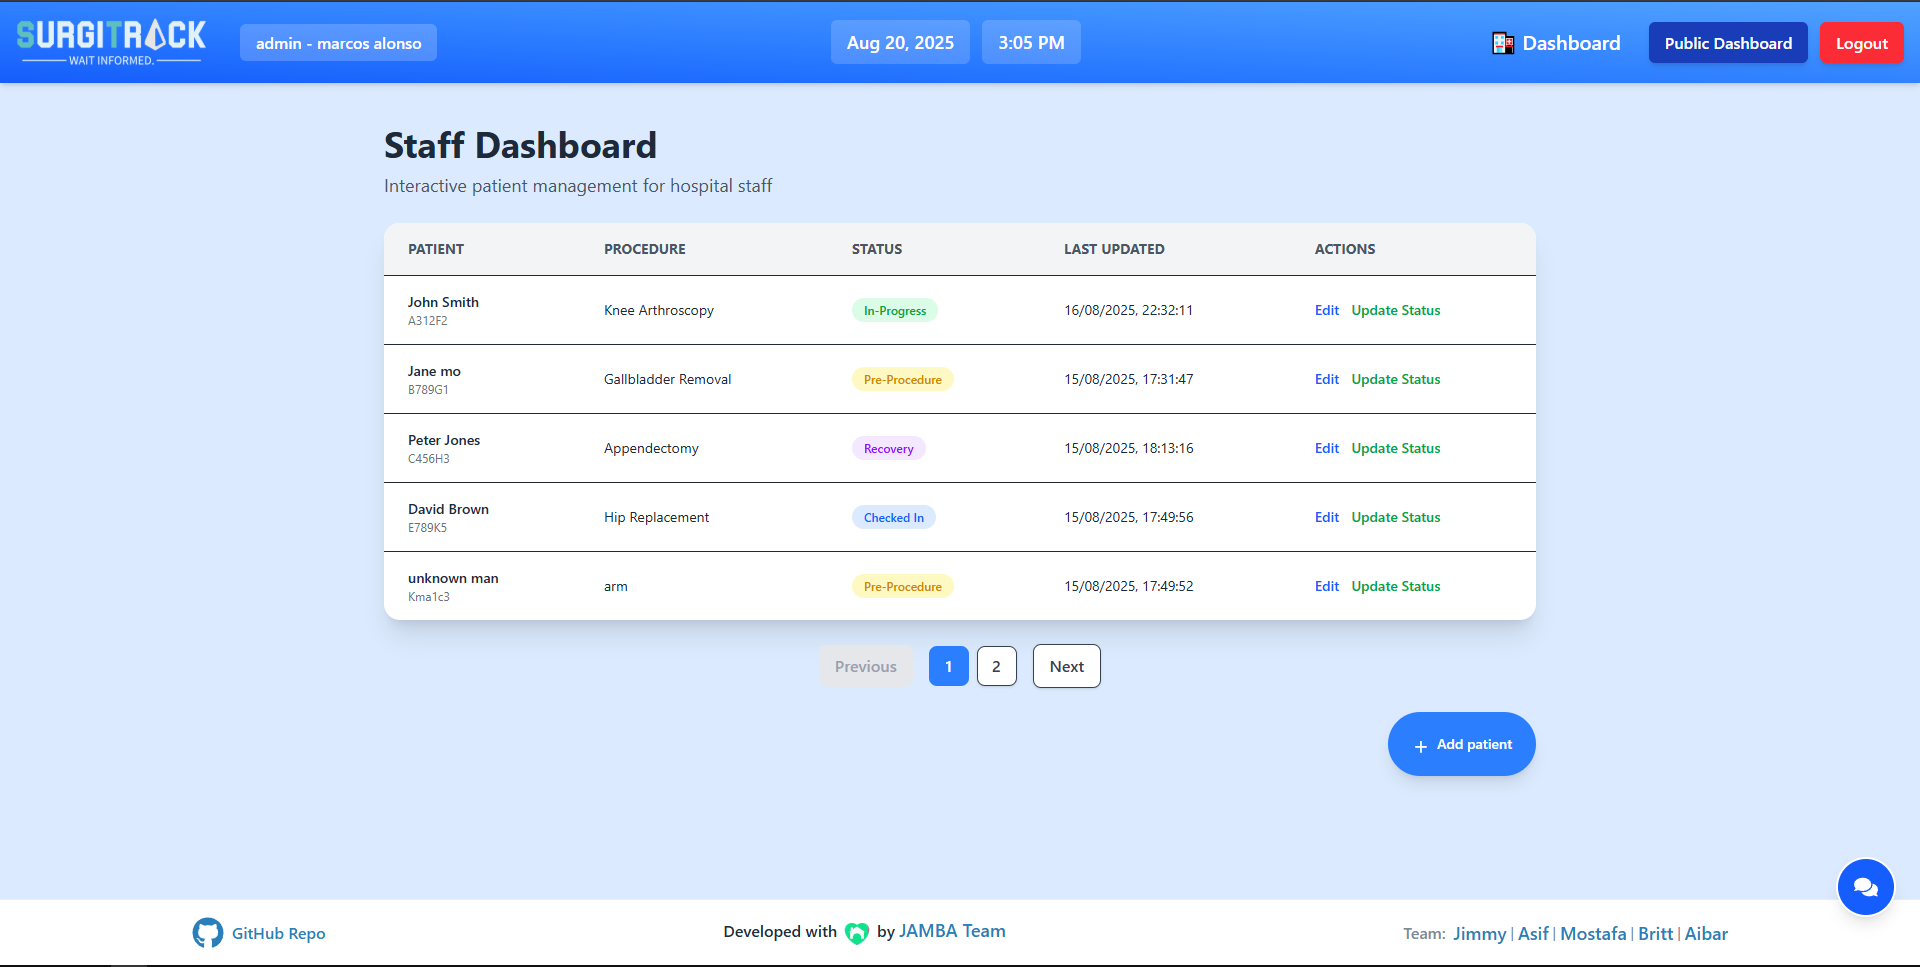 SURGITRACK
WAIT INFORMED.
admin - marcos alonso
Aug 20, 2025
3:05 PM
Dashboard
Public Dashboard
Logout
Staff Dashboard
Interactive patient management for hospital staff
PATIENT PROCEDURE STATUS LAST UPDATED ACTIONS
John Smith
A312F2
Knee Arthroscopy
In-Progress
16/08/2025, 22:32:11
Edit Update Status
Jane mo
B789G1
Gallbladder Removal
Pre-Procedure
15/08/2025, 17:31:47
Edit Update Status
Peter Jones
C456H3
Appendectomy
Recovery
15/08/2025, 18:13:16
Edit Update Status
David Brown
E789K5
Hip Replacement
Checked In
15/08/2025, 17:49:56
Edit Update Status
unknown man
Kma1c3
arm
Pre-Procedure
15/08/2025, 17:49:52
Edit Update Status
Previous 1 2 Next
+ Add patient
GitHub Repo
Developed with by JAMBA Team
Team: Jimmy | Asif | Mostafa | Britt | Aibar